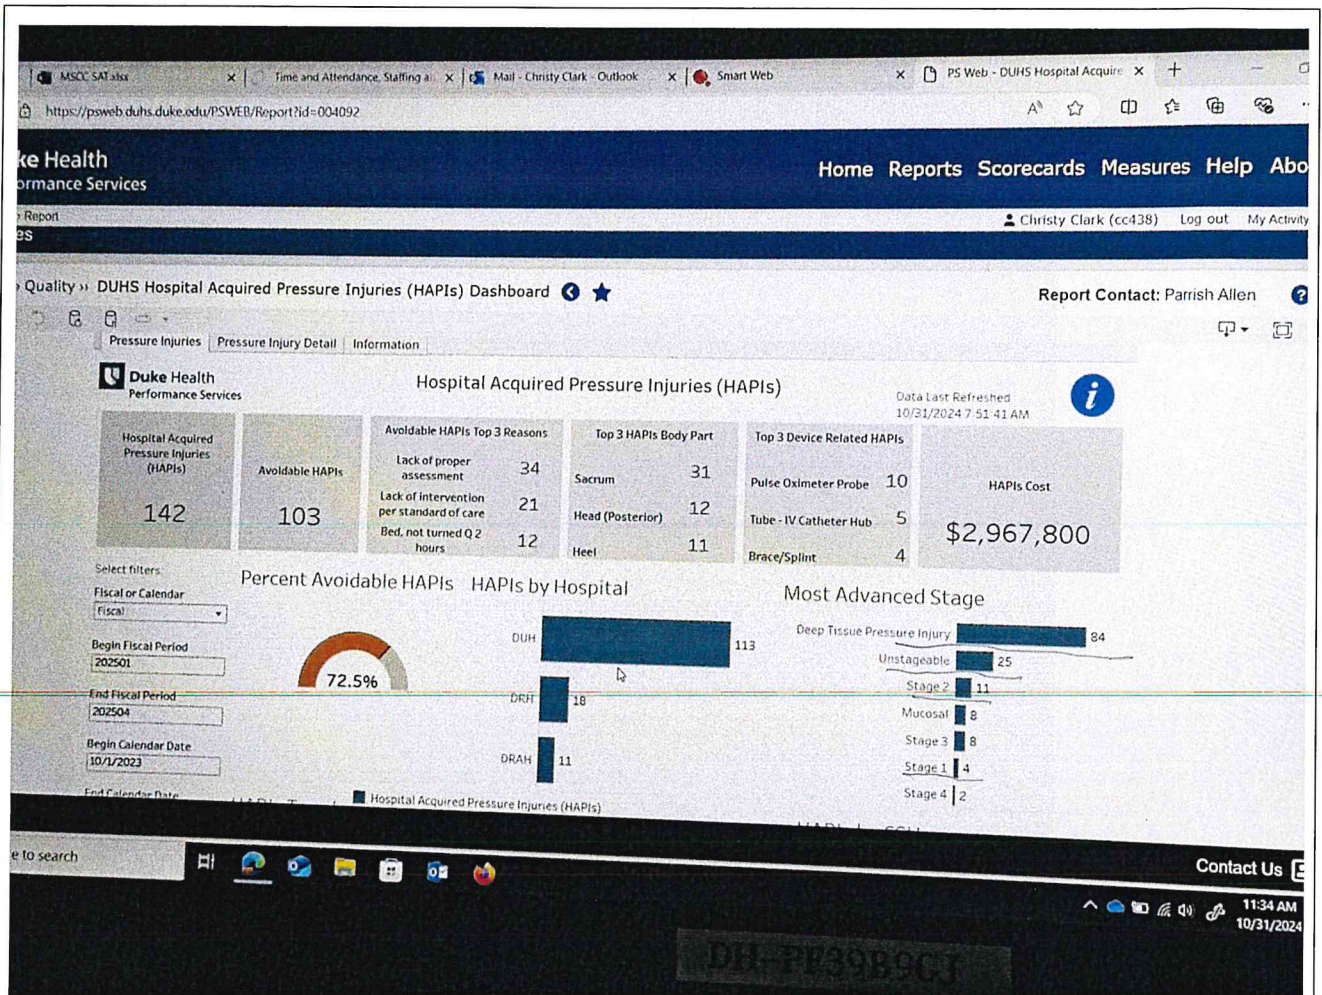 MSOC SAT.xlsx
Time and Attendance, Staffing a
Mail - Christy Clark - Outlook
Smart Web
PS Web - DUHS Hospital Acquire
https://psweb.duhs.duke.edu/PSWEB/Report?id=004092
ke Health
ormance Services
Home Reports Scorecards Measures Help Abo
› Report
Christy Clark (cc438) Log out My Activity
es
› Quality ›› DUHS Hospital Acquired Pressure Injuries (HAPIs) Dashboard
Report Contact: Parrish Allen
Pressure Injuries Pressure Injury Detail Information
Duke Health
Performance Services
Hospital Acquired Pressure Injuries (HAPIs)
Data Last Refreshed
10/31/2024 7:51:41 AM
Hospital Acquired
Pressure Injuries
(HAPIs)
142
Avoidable HAPIs
103
Avoidable HAPIs Top 3 Reasons
Lack of proper
assessment 34
Lack of intervention
per standard of care 21
Bed, not turned Q 2
hours 12
Top 3 HAPIs Body Part
Sacrum 31
Head (Posterior) 12
Heel 11
Top 3 Device Related HAPIs
Pulse Oximeter Probe 10
Tube - IV Catheter Hub 5
Brace/Splint 4
HAPIs Cost
$2,967,800
Select filters
Fiscal or Calendar
Fiscal
Begin Fiscal Period
202501
End Fiscal Period
202504
Begin Calendar Date
10/1/2023
End Calendar Date
Percent Avoidable HAPIs
72.5%
HAPIs by Hospital
DUH 113
DRH 18
DRAH 11
Hospital Acquired Pressure Injuries (HAPIs)
Most Advanced Stage
Deep Tissue Pressure Injury 84
Unstageable 25
Stage 2 11
Mucosal 8
Stage 3 8
Stage 1 4
Stage 4 2
e to search
Contact Us
11:34 AM
10/31/2024
DH-PF39B9CJ